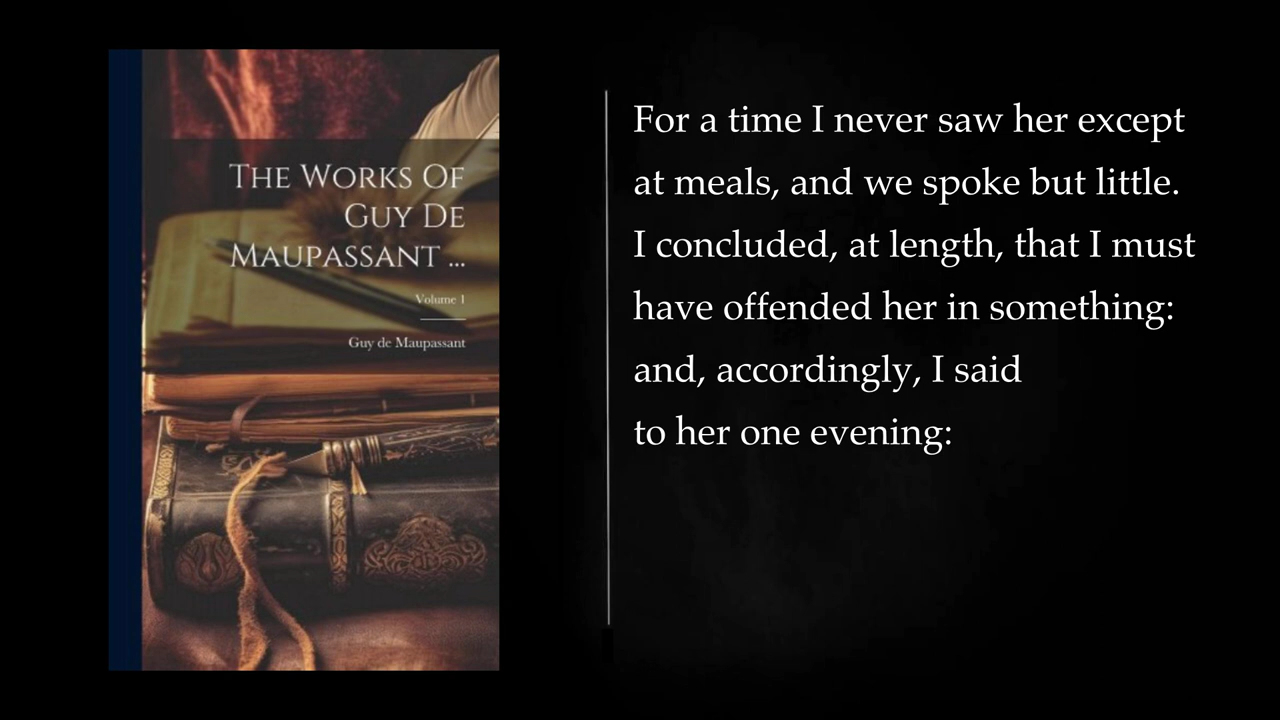 THE WORKS OF
GUY DE
MAUPASSANT ...
Volume 1
Guy de Maupassant
For a time I never saw her except
at meals, and we spoke but little.
I concluded, at length, that I must
have offended her in something:
and, accordingly, I said
to her one evening: